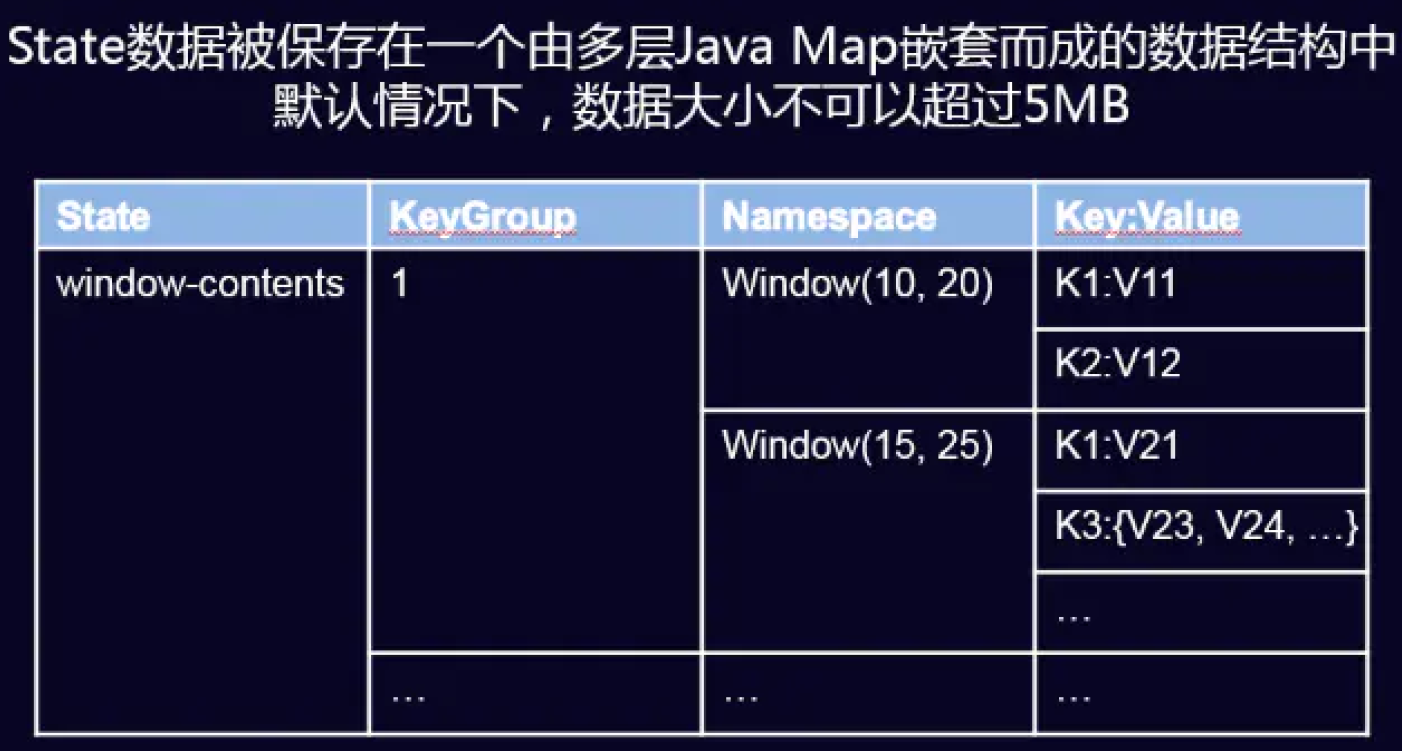 State数据被保存在一个由多层Java Map嵌套而成的数据结构中
默认情况下，数据大小不可以超过5MB
State KeyGroup Namespace Key:Value
window-contents 1 Window(10, 20) K1:V11
K2:V12
Window(15, 25) K1:V21
K3:{V23, V24, …}
…
… … …